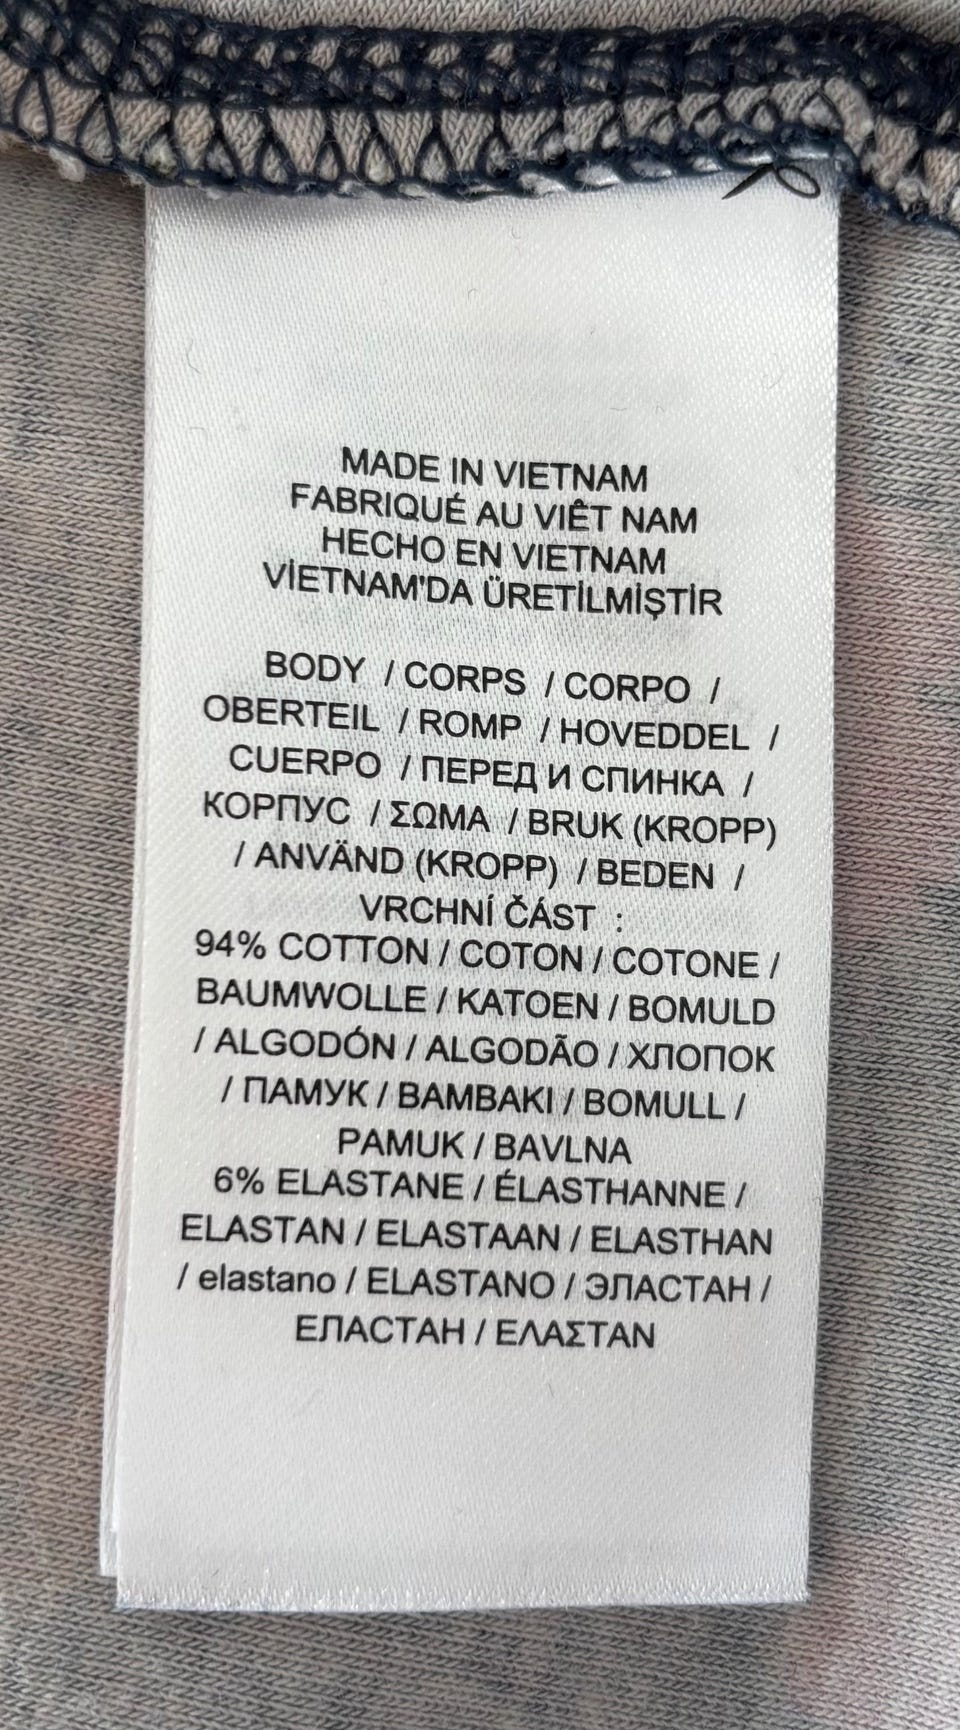 MADE IN VIETNAM
FABRIQUÉ AU VIÊT NAM
HECHO EN VIETNAM
VİETNAM'DA ÜRETİLMİŞTİR
BODY / CORPS / CORPO /
OBERTEIL / ROMP / HOVEDDEL /
CUERPO / ПЕРЕД И СПИНКА /
КОРПУС / ΣΩΜΑ / BRUK (KROPP)
/ ANVÄND (KROPP) / BEDEN /
VRCHNÍ ČÁST :
94% COTTON / COTON / COTONE /
BAUMWOLLE / KATOEN / BOMULD
/ ALGODÓN / ALGODÃO / ХЛОПОК
/ ПАМУК / ΒΑΜΒΑΚΙ / BOMULL /
PAMUK / BAVLNA
6% ELASTANE / ÉLASTHANNE /
ELASTAN / ELASTAAN / ELASTHAN
/ elastano / ELASTANO / ЭЛАСТАН /
ЕЛАСТАН / ΕΛΑΣΤΑΝ